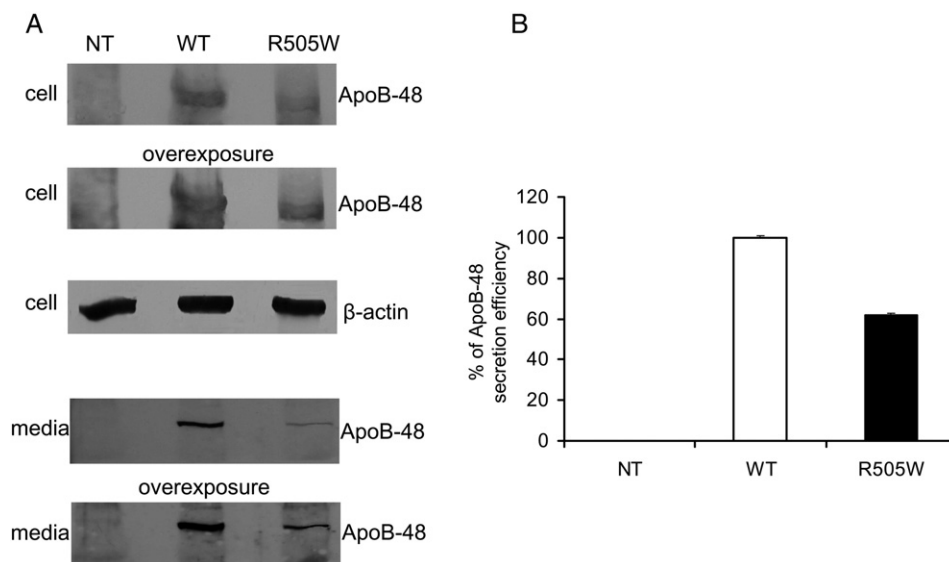 A
NT WT R505W
cell ApoB-48
overexposure
cell ApoB-48
cell β-actin
media ApoB-48
overexposure
media ApoB-48
B
% of ApoB-48
secretion efficiency
120
100
80
60
40
20
0
NT WT R505W